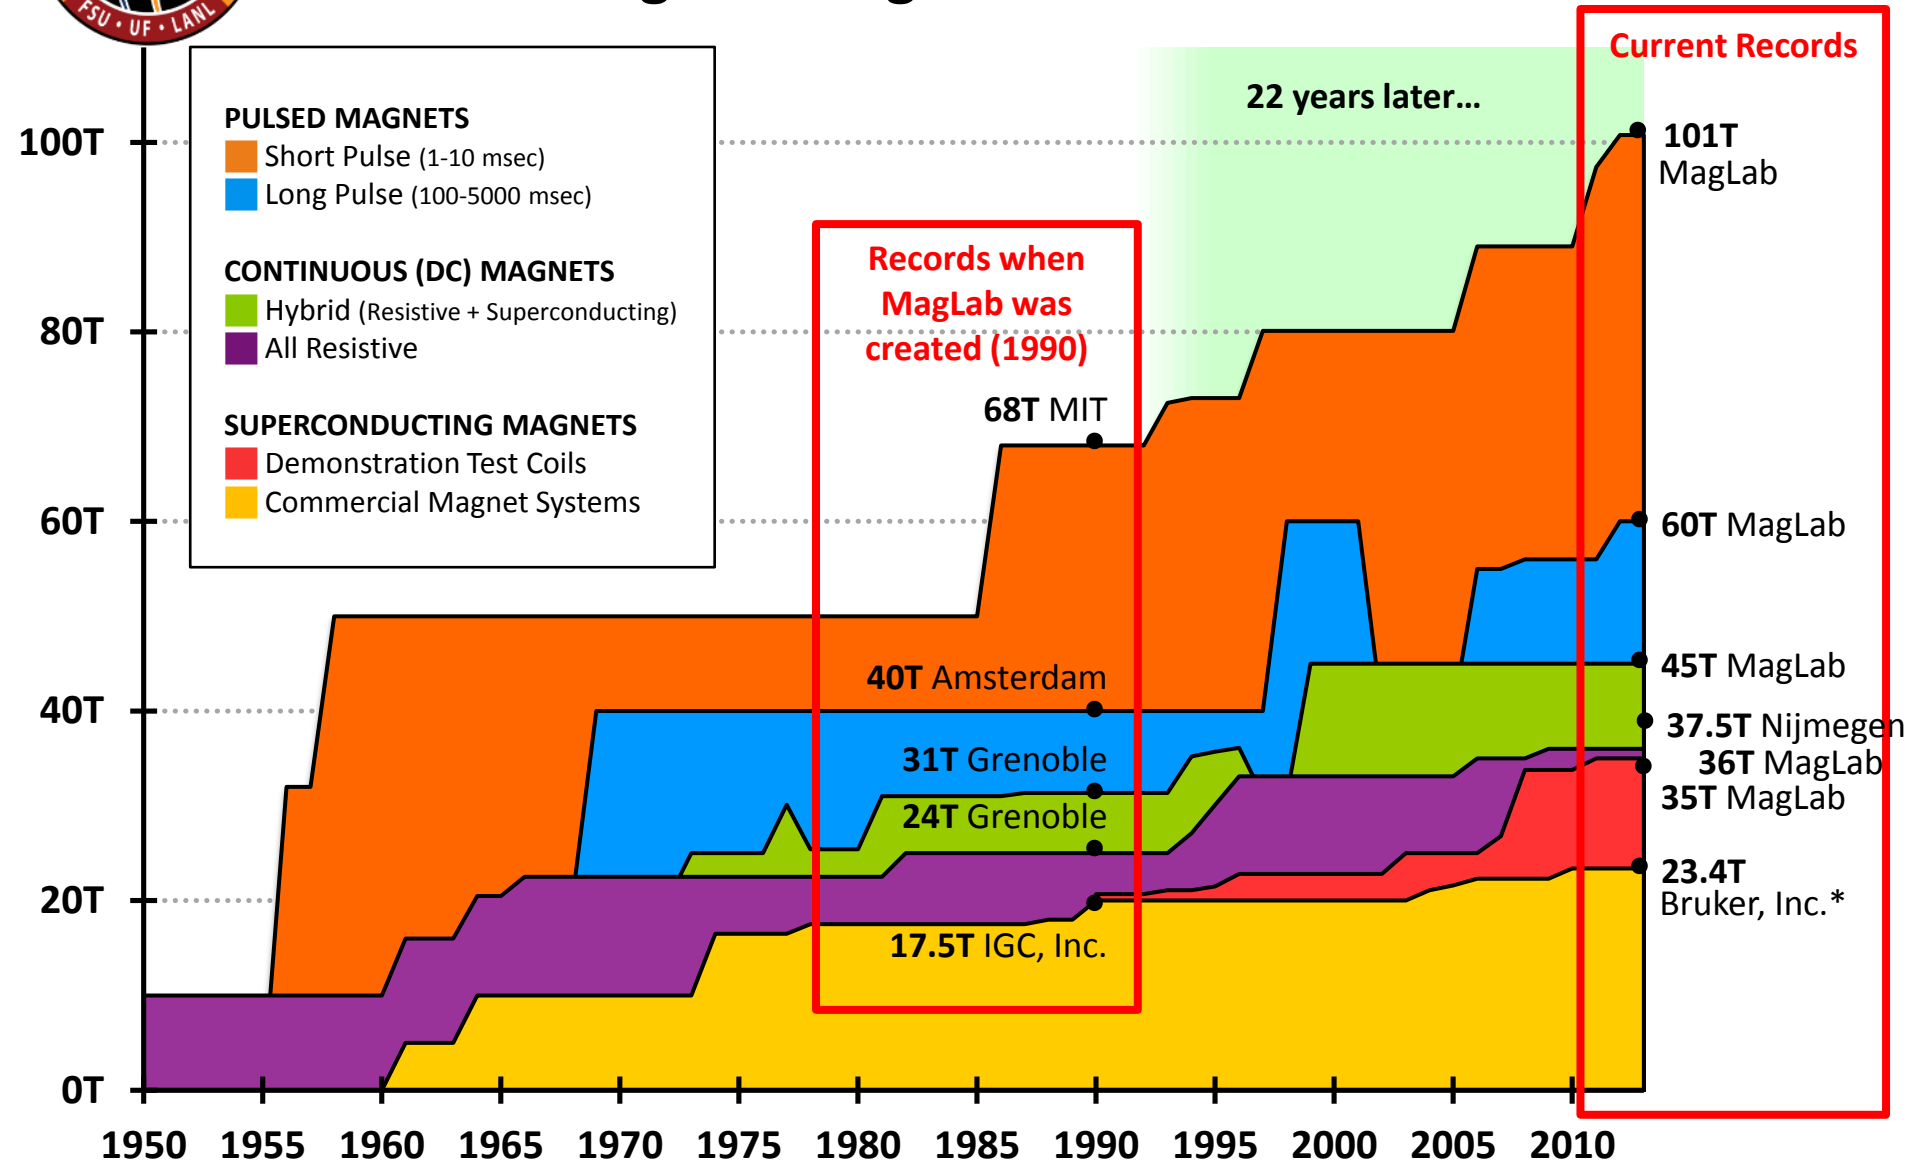 FSU • UF • LANL
PULSED MAGNETS
Short Pulse (1-10 msec)
Long Pulse (100-5000 msec)
CONTINUOUS (DC) MAGNETS
Hybrid (Resistive + Superconducting)
All Resistive
SUPERCONDUCTING MAGNETS
Demonstration Test Coils
Commercial Magnet Systems
Current Records
22 years later…
Records when
MagLab was
created (1990)
68T MIT
40T Amsterdam
31T Grenoble
24T Grenoble
17.5T IGC, Inc.
101T
MagLab
60T MagLab
45T MagLab
37.5T Nijmegen
36T MagLab
35T MagLab
23.4T
Bruker, Inc.*
100T
80T
60T
40T
20T
0T
1950 1955 1960 1965 1970 1975 1980 1985 1990 1995 2000 2005 2010